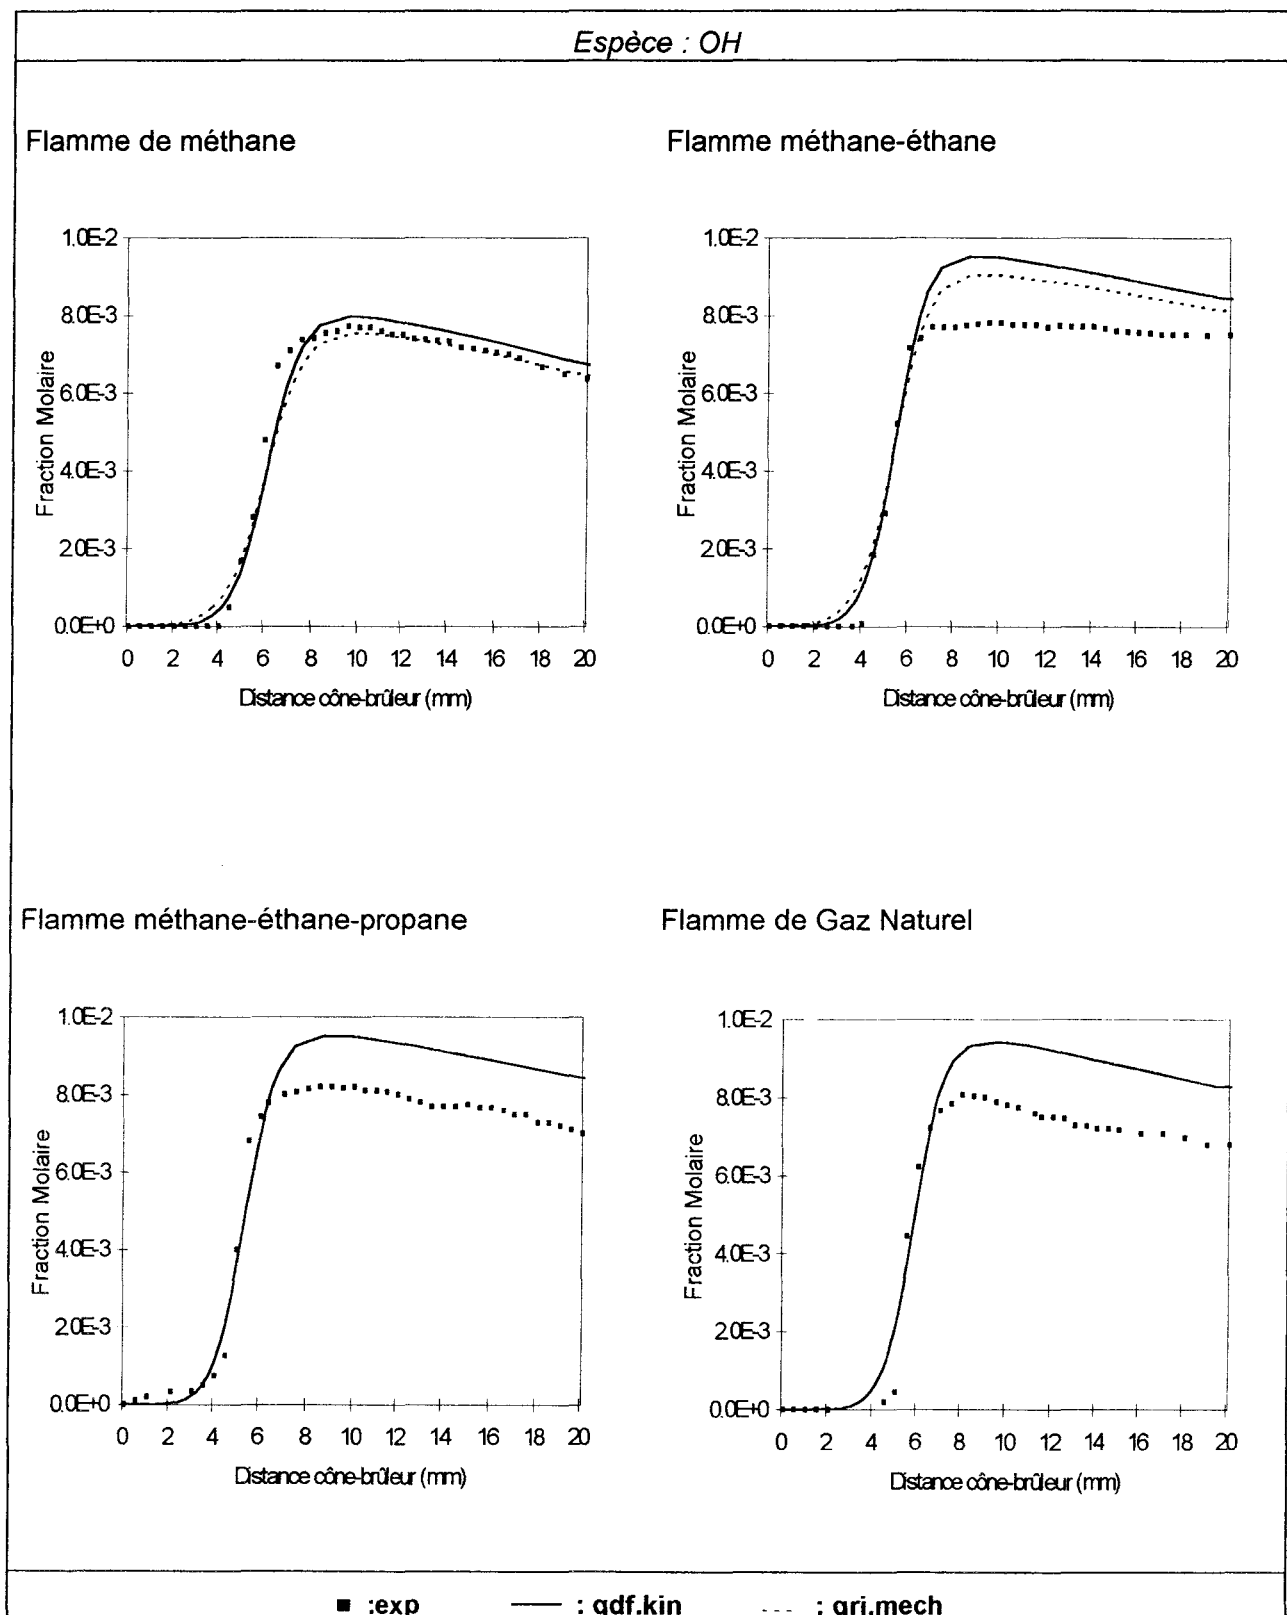 Espèce : OH
Flamme de méthane
Flamme méthane-éthane
1.0E-2
8.0E-3
6.0E-3
4.0E-3
2.0E-3
0.0E+0
Fraction Molaire
0 2 4 6 8 10 12 14 16 18 20
Distance cône-brûleur (mm)
1.0E-2
8.0E-3
6.0E-3
4.0E-3
2.0E-3
0.0E+0
Fraction Molaire
0 2 4 6 8 10 12 14 16 18 20
Distance cône-brûleur (mm)
Flamme méthane-éthane-propane
Flamme de Gaz Naturel
1.0E-2
8.0E-3
6.0E-3
4.0E-3
2.0E-3
0.0E+0
Fraction Molaire
0 2 4 6 8 10 12 14 16 18 20
Distance cône-brûleur (mm)
1.0E-2
8.0E-3
6.0E-3
4.0E-3
2.0E-3
0.0E+0
Fraction Molaire
0 2 4 6 8 10 12 14 16 18 20
Distance cône-brûleur (mm)
:exp : gdf.kin : gri.mech